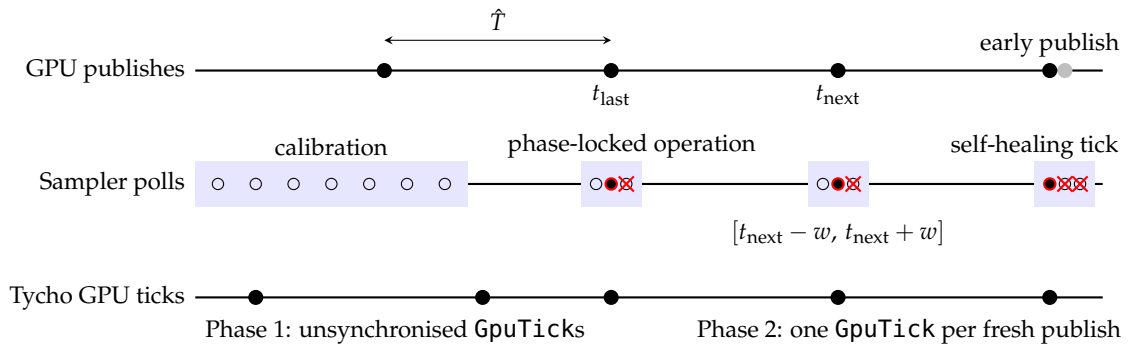 T̂
early publish
GPU publishes
t_last
t_next
calibration
phase-locked operation
self-healing tick
Sampler polls
[t_next − w, t_next + w]
Tycho GPU ticks
Phase 1: unsynchronised GpuTicks
Phase 2: one GpuTick per fresh publish